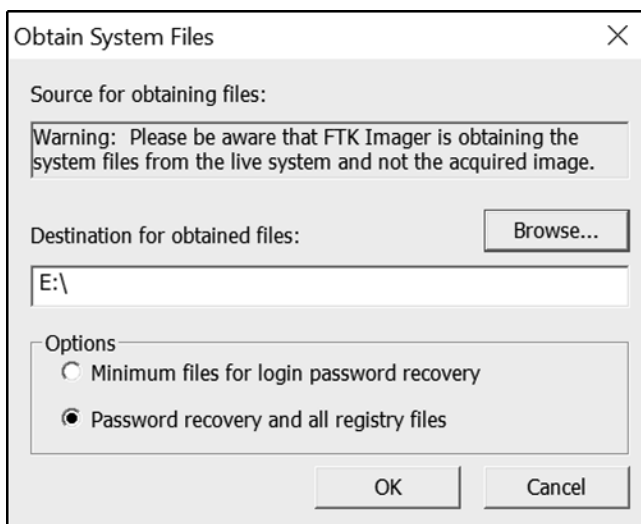 Obtain System Files
Source for obtaining files:
Warning:  Please be aware that FTK Imager is obtaining the
system files from the live system and not the acquired image.
Browse...
Destination for obtained files:
E:\
Options
Minimum files for login password recovery
Password recovery and all registry files
OK
Cancel